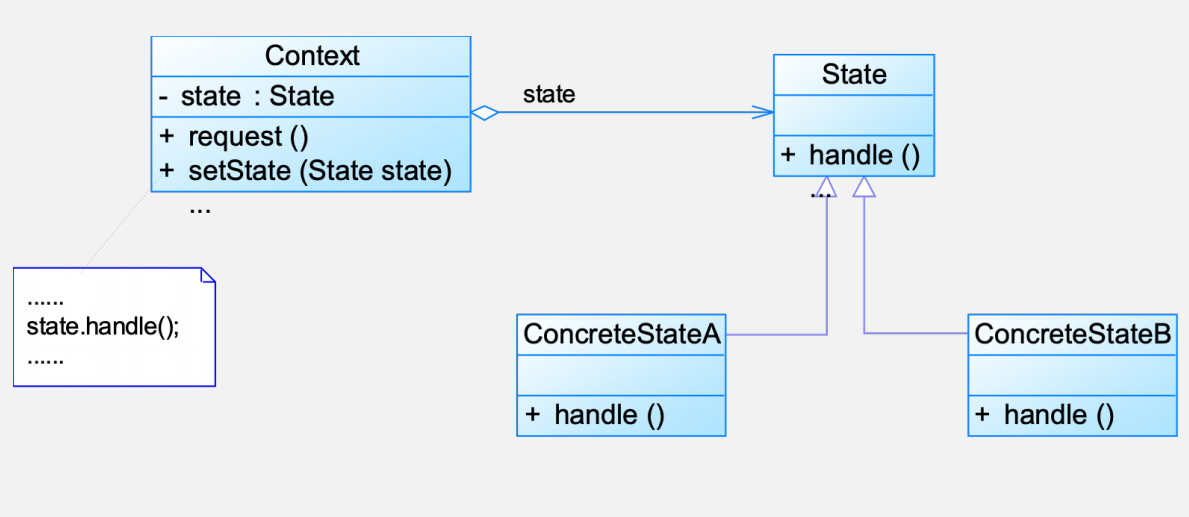 Context
- state : State
+ request ()
+ setState (State state)
...
state
State
+ handle ()
...
......
state.handle();
......
ConcreteStateA
+ handle ()
ConcreteStateB
+ handle ()